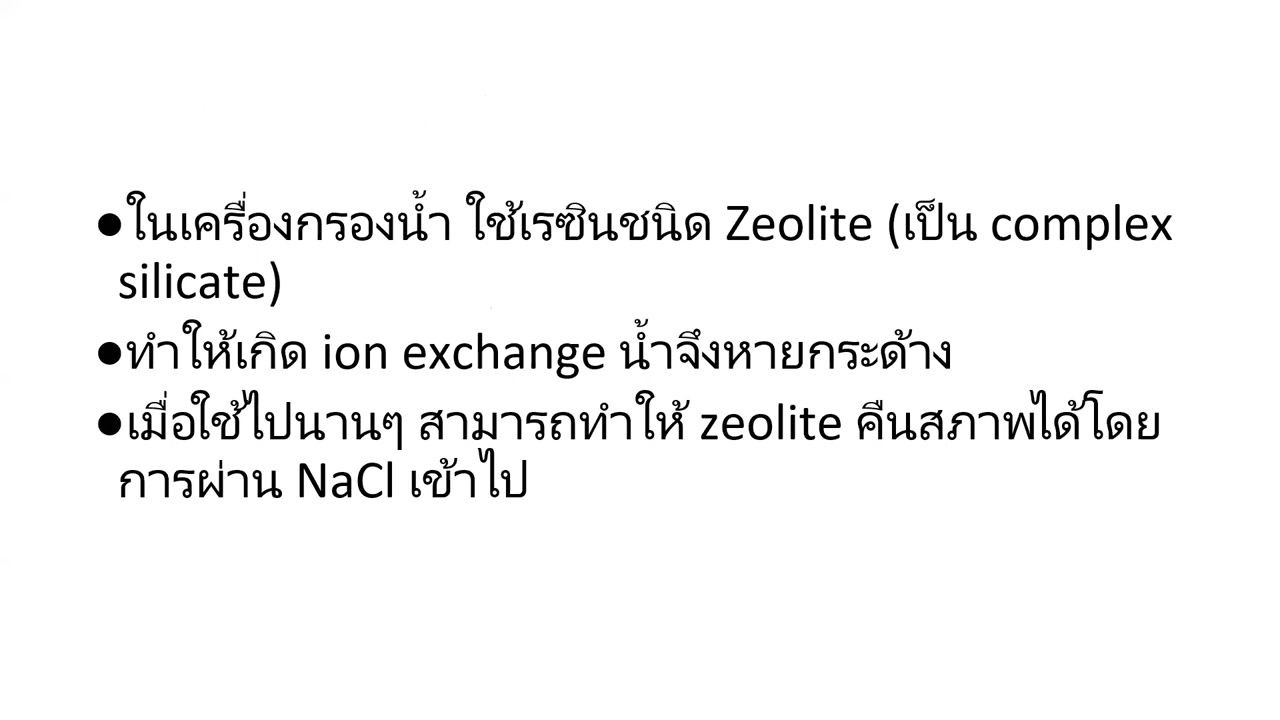 ●ในเครื่องกรองน้ำ ใช้เรซินชนิด Zeolite (เป็น complex
silicate)
●ทำให้เกิด ion exchange น้ำจึงหายกระด้าง
●เมื่อใช้ไปนานๆ สามารถทำให้ zeolite คืนสภาพได้โดย
การผ่าน NaCl เข้าไป